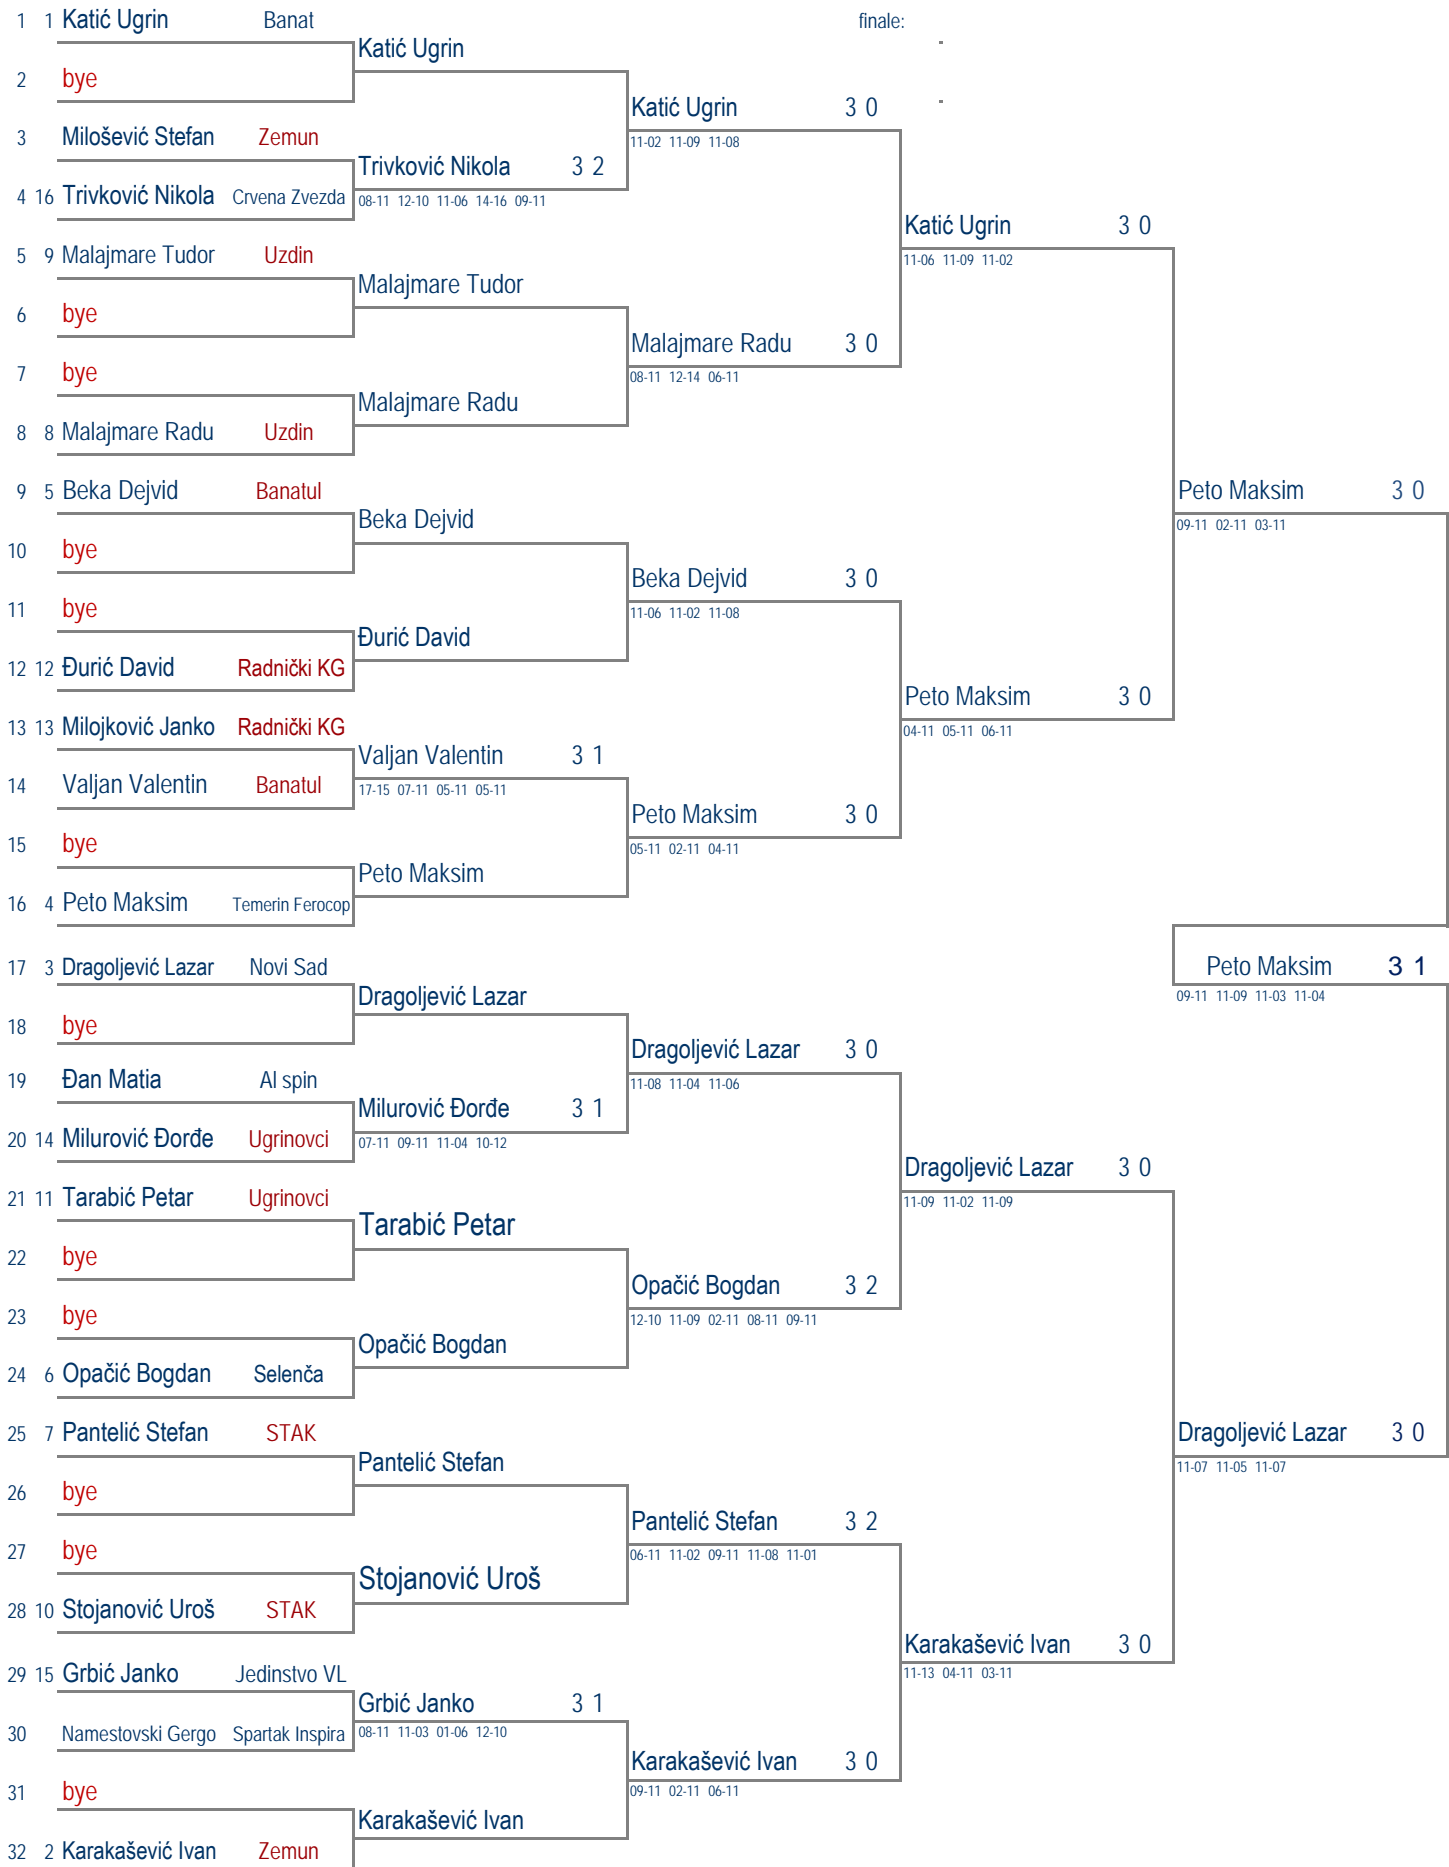 1 1 Katić Ugrin Banat finale:
Katić Ugrin
2 bye
Katić Ugrin 3 0
3 Milošević Stefan Zemun
11-02 11-09 11-08
Trivković Nikola 3 2
4 16 Trivković Nikola Crvena Zvezda
08-11 12-10 11-06 14-16 09-11
Katić Ugrin 3 0
5 9 Malajmare Tudor Uzdin
11-06 11-09 11-02
Malajmare Tudor
6 bye
Malajmare Radu 3 0
7 bye
08-11 12-14 06-11
Malajmare Radu
8 8 Malajmare Radu Uzdin
9 5 Beka Dejvid Banatul
Peto Maksim 3 0
Beka Dejvid
09-11 02-11 03-11
10 bye
Beka Dejvid 3 0
11 bye
11-06 11-02 11-08
Đurić David
12 12 Đurić David Radnički KG
Peto Maksim 3 0
13 13 Milojković Janko Radnički KG
04-11 05-11 06-11
Valjan Valentin 3 1
14 Valjan Valentin Banatul
17-15 07-11 05-11 05-11
Peto Maksim 3 0
15 bye
05-11 02-11 04-11
Peto Maksim
16 4 Peto Maksim Temerin Ferocop
17 3 Dragoljević Lazar Novi Sad
Peto Maksim 3 1
Dragoljević Lazar
09-11 11-09 11-03 11-04
18 bye
Dragoljević Lazar 3 0
19 Đan Matia Al spin
11-08 11-04 11-06
Milurović Đorđe 3 1
20 14 Milurović Đorđe Ugrinovci
07-11 09-11 11-04 10-12
Dragoljević Lazar 3 0
21 11 Tarabić Petar Ugrinovci
11-09 11-02 11-09
Tarabić Petar
22 bye
Opačić Bogdan 3 2
23 bye
12-10 11-09 02-11 08-11 09-11
Opačić Bogdan
24 6 Opačić Bogdan Selenča
25 7 Pantelić Stefan STAK
Dragoljević Lazar 3 0
Pantelić Stefan
11-07 11-05 11-07
26 bye
Pantelić Stefan 3 2
27 bye
06-11 11-02 09-11 11-08 11-01
Stojanović Uroš
28 10 Stojanović Uroš STAK
Karakašević Ivan 3 0
29 15 Grbić Janko Jedinstvo VL
11-13 04-11 03-11
Grbić Janko 3 1
30 Namestovski Gergo Spartak Inspira
08-11 11-03 01-06 12-10
Karakašević Ivan 3 0
31 bye
09-11 02-11 06-11
Karakašević Ivan
32 2 Karakašević Ivan Zemun